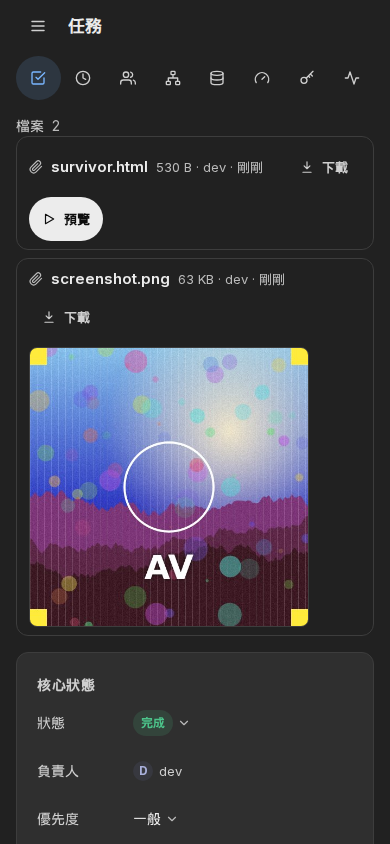 任務
檔案 2
survivor.html 530 B · dev · 剛剛 下載
預覽
screenshot.png 63 KB · dev · 剛剛
下載
AV
核心狀態
狀態 完成
負責人 D dev
優先度 一般